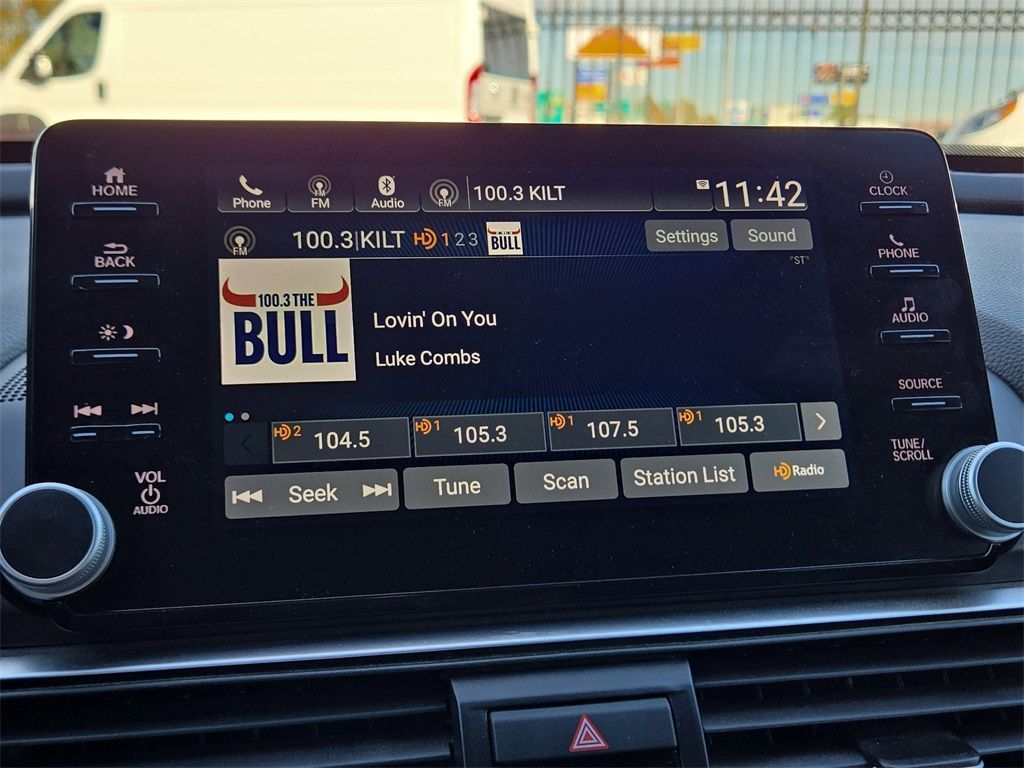 HOME
BACK
VOL
AUDIO
Phone
FM
FM
Audio
FM
100.3 KILT
11:42
FM
100.3|KILT HD 1 2 3
BULL
Settings
Sound
"ST"
100.3 THE
BULL
Lovin' On You
Luke Combs
HD 2 104.5
HD 1 105.3
HD 1 107.5
HD 1 105.3
Seek
Tune
Scan
Station List
HD Radio
CLOCK
PHONE
AUDIO
SOURCE
TUNE/
SCROLL